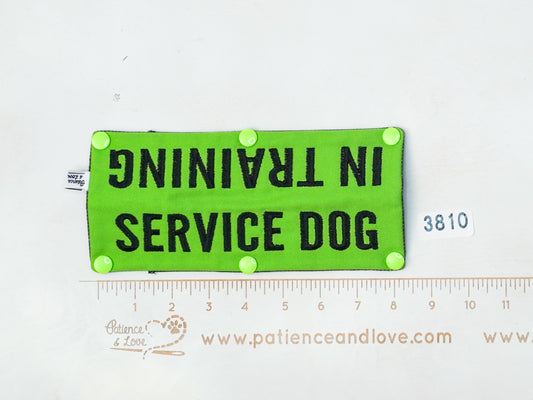 IN TRAINING
SERVICE DOG
3810
1 2 3 4 5 6 7 8 9 10 11
Patience
& Love
www.patienceandlove.com
www.pati